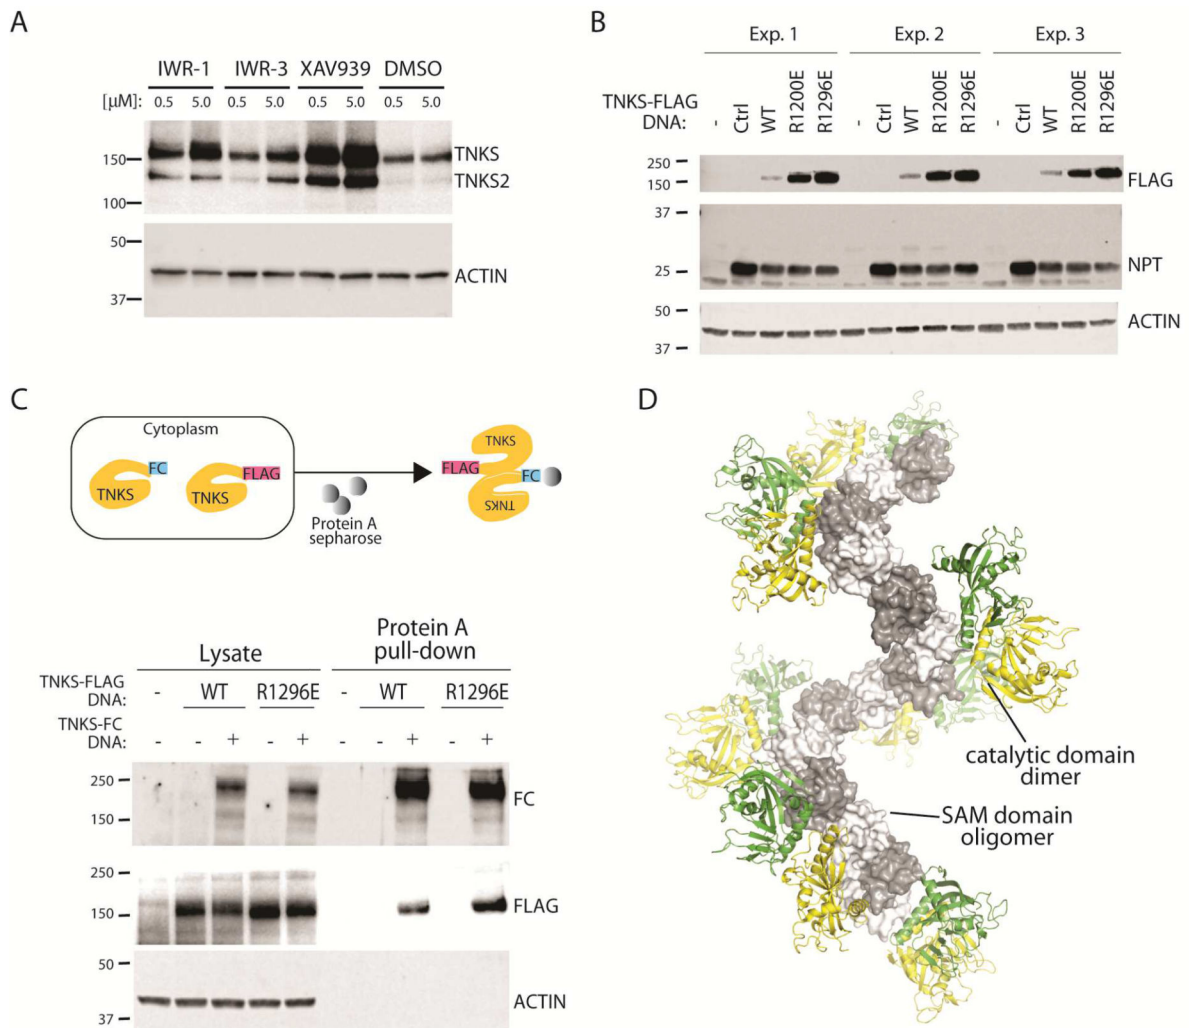 A
IWR-1 IWR-3 XAV939 DMSO
[µM]: 0.5 5.0 0.5 5.0 0.5 5.0 0.5 5.0
150
100
TNKS
TNKS2
50
37
ACTIN
B
Exp. 1 Exp. 2 Exp. 3
TNKS-FLAG
DNA:
- Ctrl WT R1200E R1296E - Ctrl WT R1200E R1296E - Ctrl WT R1200E R1296E
250
150
FLAG
37
25
NPT
50
37
ACTIN
C
Cytoplasm
TNKS FC
TNKS FLAG
Protein A
sepharose
TNKS
FLAG FC
TNKS
Lysate
Protein A
pull-down
TNKS-FLAG
DNA:
- WT R1296E - WT R1296E
TNKS-FC
DNA:
- - + - + - - + - +
250
150
FC
250
150
FLAG
50
37
ACTIN
D
catalytic domain
dimer
SAM domain
oligomer